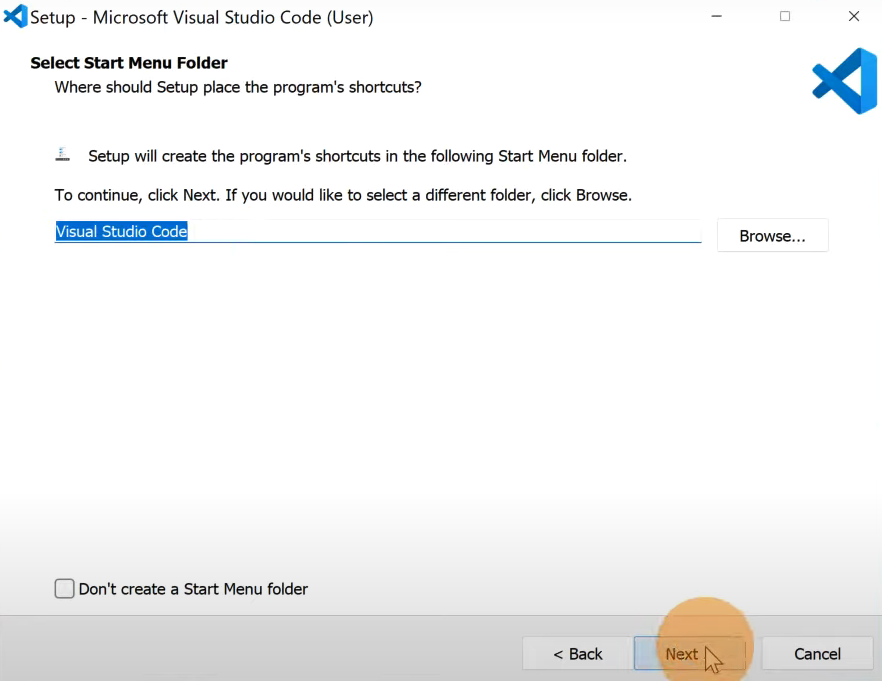 Setup - Microsoft Visual Studio Code (User)
Select Start Menu Folder
Where should Setup place the program's shortcuts?
Setup will create the program's shortcuts in the following Start Menu folder.
To continue, click Next. If you would like to select a different folder, click Browse.
Visual Studio Code
Browse...
Don't create a Start Menu folder
< Back
Next
Cancel